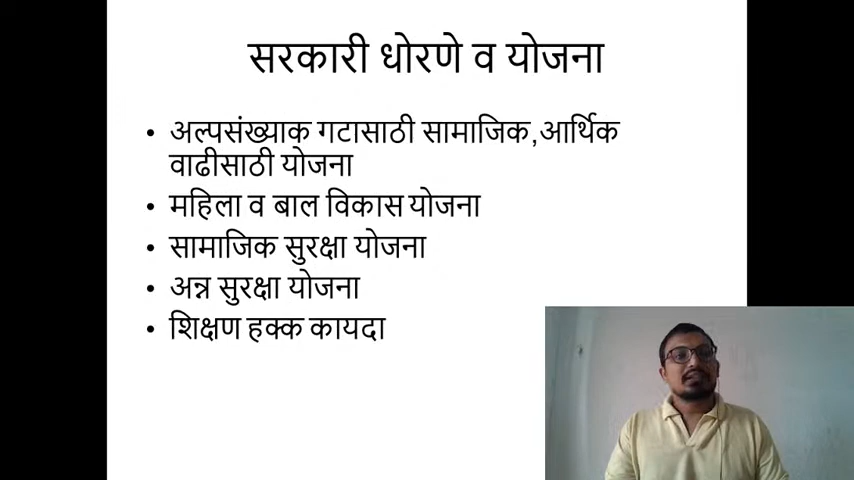 सरकारी धोरणे व योजना
• अल्पसंख्याक गटासाठी सामाजिक,आर्थिक
वाढीसाठी योजना
• महिला व बाल विकास योजना
• सामाजिक सुरक्षा योजना
• अन्न सुरक्षा योजना
• शिक्षण हक्क कायदा